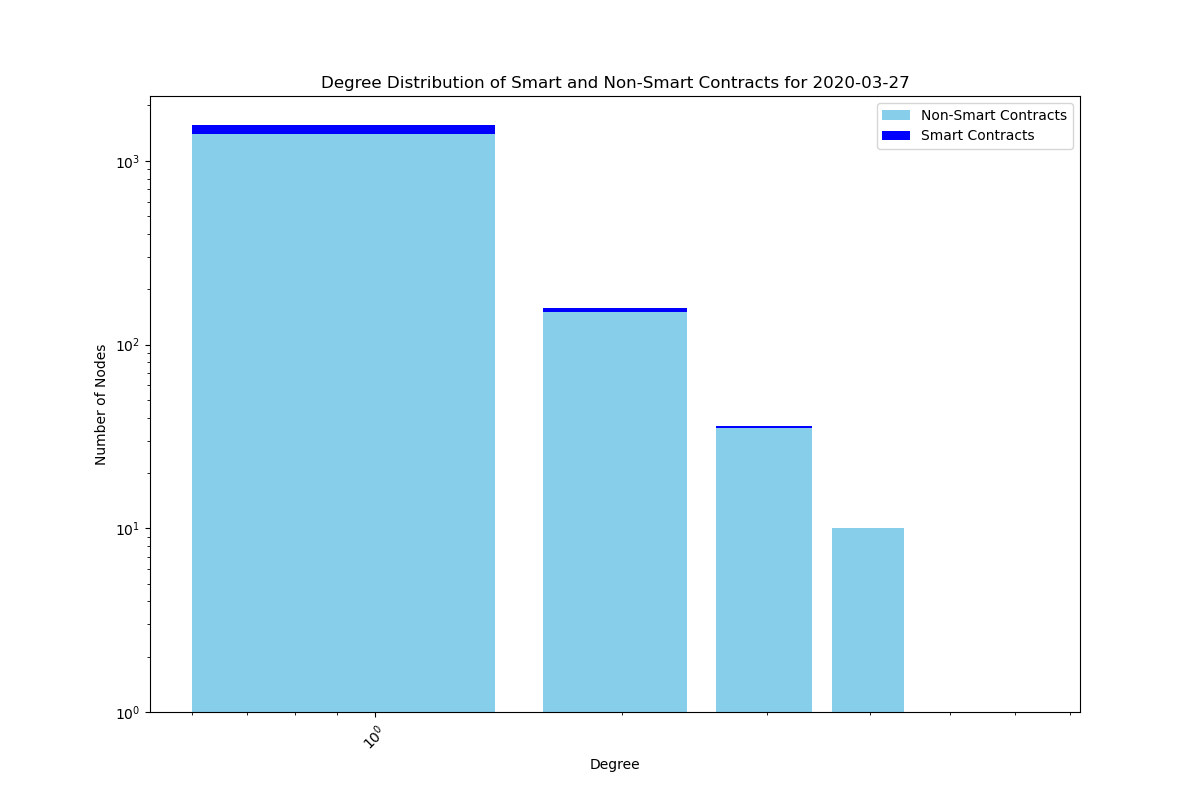 Degree Distribution of Smart and Non-Smart Contracts for 2020-03-27
Non-Smart Contracts
Smart Contracts
Number of Nodes
10³
10²
10¹
10⁰
10⁰
Degree